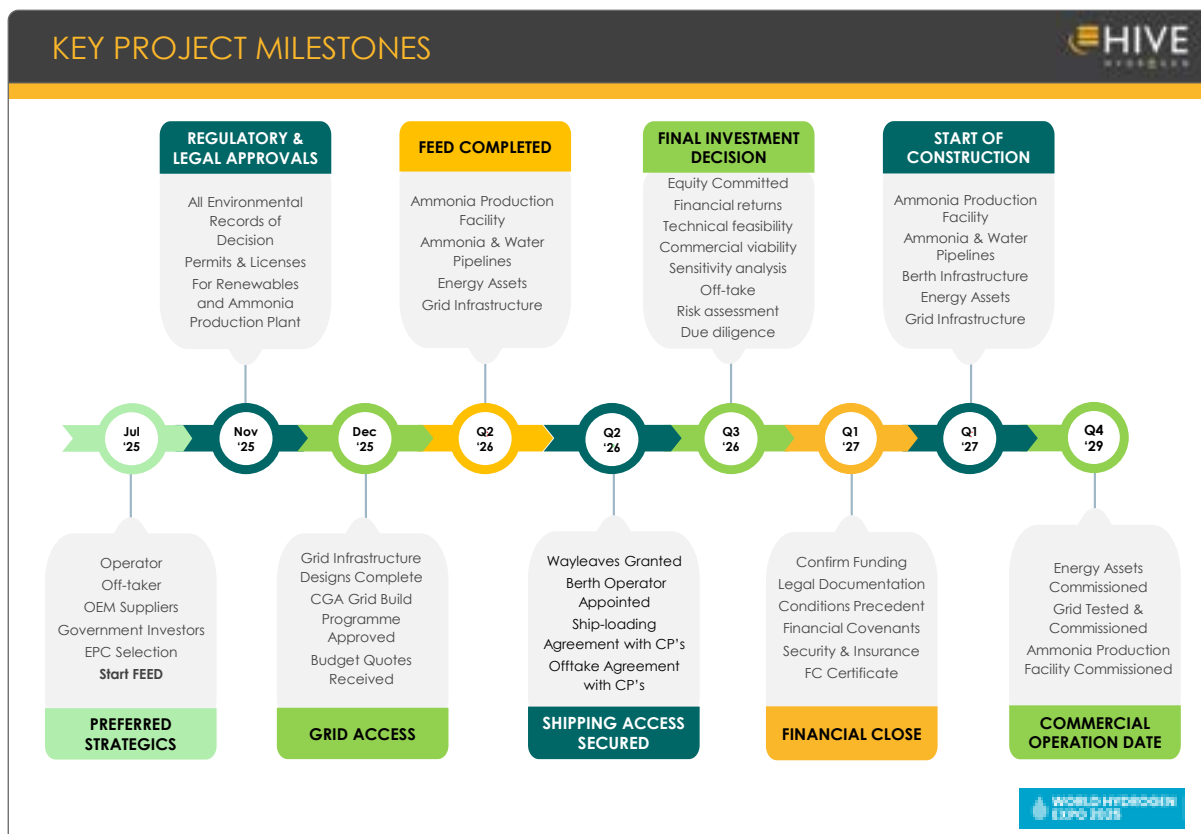 KEY PROJECT MILESTONES
HIVE
HYDROGEN
REGULATORY &
LEGAL APPROVALS
All Environmental
Records of
Decision
Permits & Licenses
For Renewables
and Ammonia
Production Plant
FEED COMPLETED
Ammonia Production
Facility
Ammonia & Water
Pipelines
Energy Assets
Grid Infrastructure
FINAL INVESTMENT
DECISION
Equity Committed
Financial returns
Technical feasibility
Commercial viability
Sensitivity analysis
Off-take
Risk assessment
Due diligence
START OF
CONSTRUCTION
Ammonia Production
Facility
Ammonia & Water
Pipelines
Berth Infrastructure
Energy Assets
Grid Infrastructure
Jul
‘25
Nov
‘25
Dec
‘25
Q2
‘26
Q2
‘26
Q3
‘26
Q1
‘27
Q1
‘27
Q4
‘29
Operator
Off-taker
OEM Suppliers
Government Investors
EPC Selection
Start FEED
PREFERRED
STRATEGICS
Grid Infrastructure
Designs Complete
CGA Grid Build
Programme
Approved
Budget Quotes
Received
GRID ACCESS
Wayleaves Granted
Berth Operator
Appointed
Ship-loading
Agreement with CP’s
Offtake Agreement
with CP’s
SHIPPING ACCESS
SECURED
Confirm Funding
Legal Documentation
Conditions Precedent
Financial Covenants
Security & Insurance
FC Certificate
FINANCIAL CLOSE
Energy Assets
Commissioned
Grid Tested &
Commissioned
Ammonia Production
Facility Commissioned
COMMERCIAL
OPERATION DATE
WORLD HYDROGEN
EXPO 2025